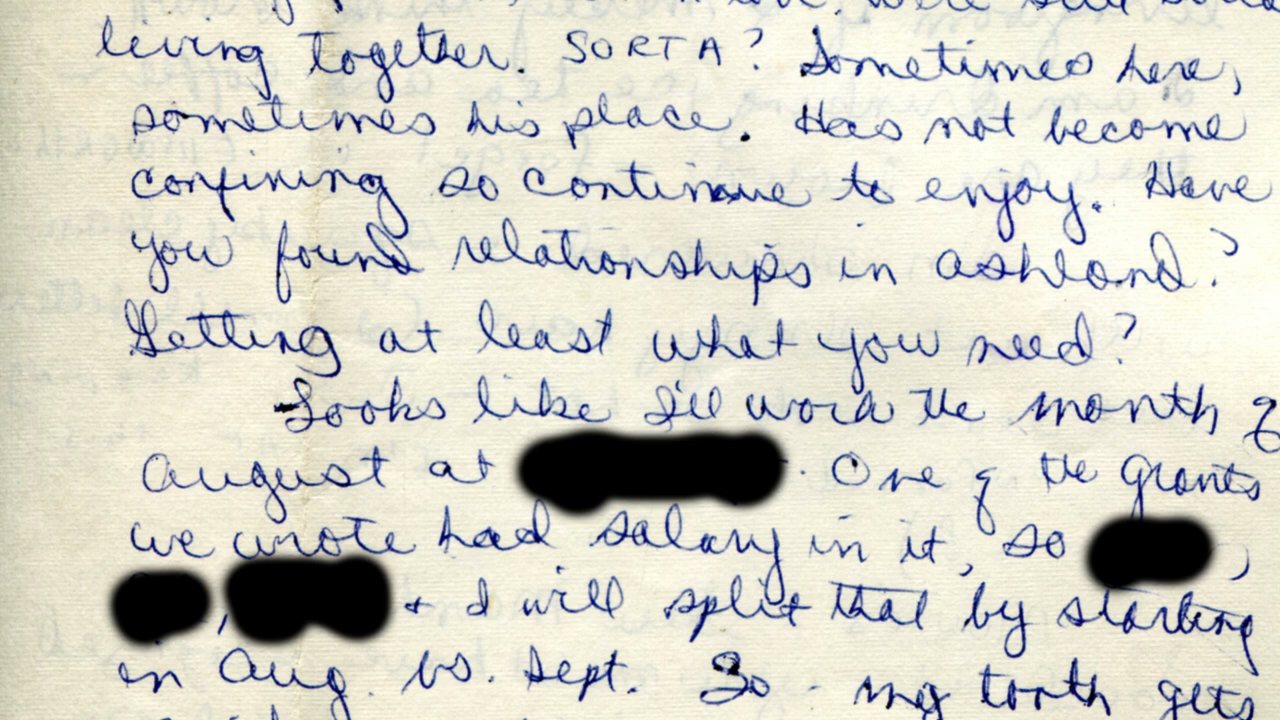 living together. SORTA? Sometimes here,
sometimes his place. Has not become
confining so continue to enjoy. Have
you found relationships in ashland?
Getting at least what you need?
Looks like I'll work the month of
August at . One of the grants
we wrote had salary in it, so ,
, + I will split that by starting
in Aug. vs. Sept. So - my tooth gets